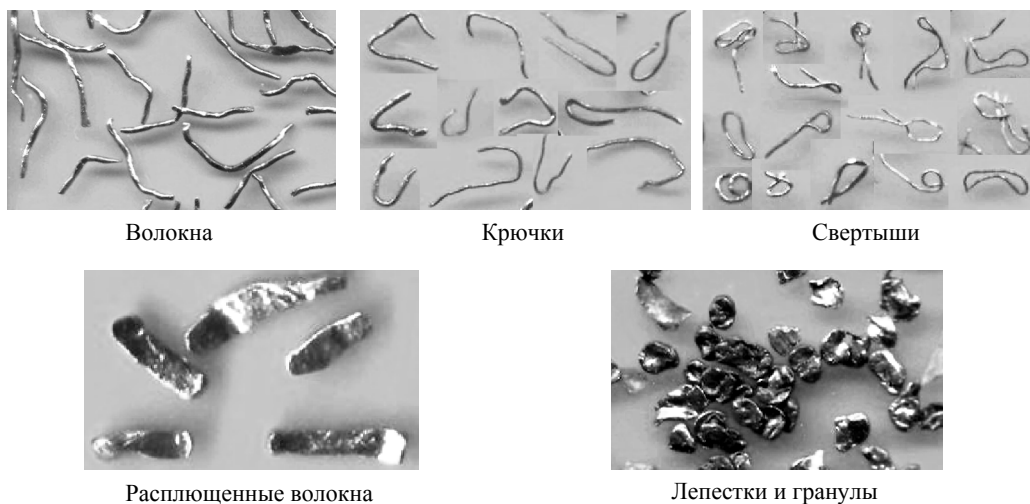 Волокна
Крючки
Свертыши
Расплющенные волокна
Лепестки и гранулы